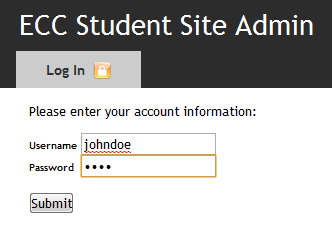 ECC Student Site Admin
Log In
Please enter your account information:
Username johndoe
Password ••••
Submit